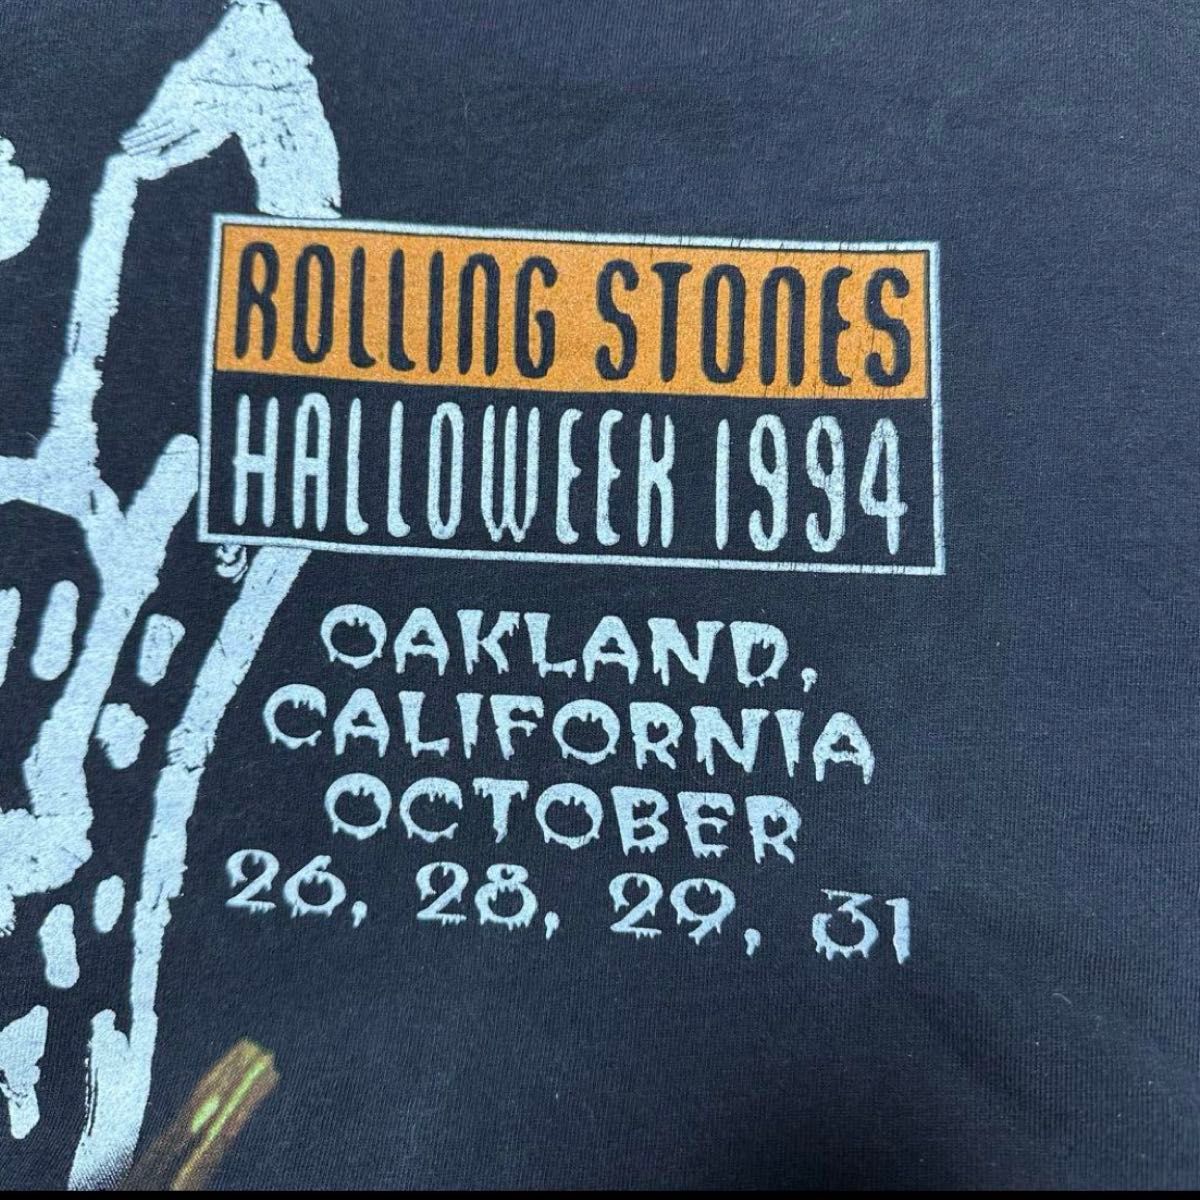 ROLLING STONES
HALLOWEEK 1994
OAKLAND,
CALIFORNIA
OCTOBER
26, 28, 29, 31